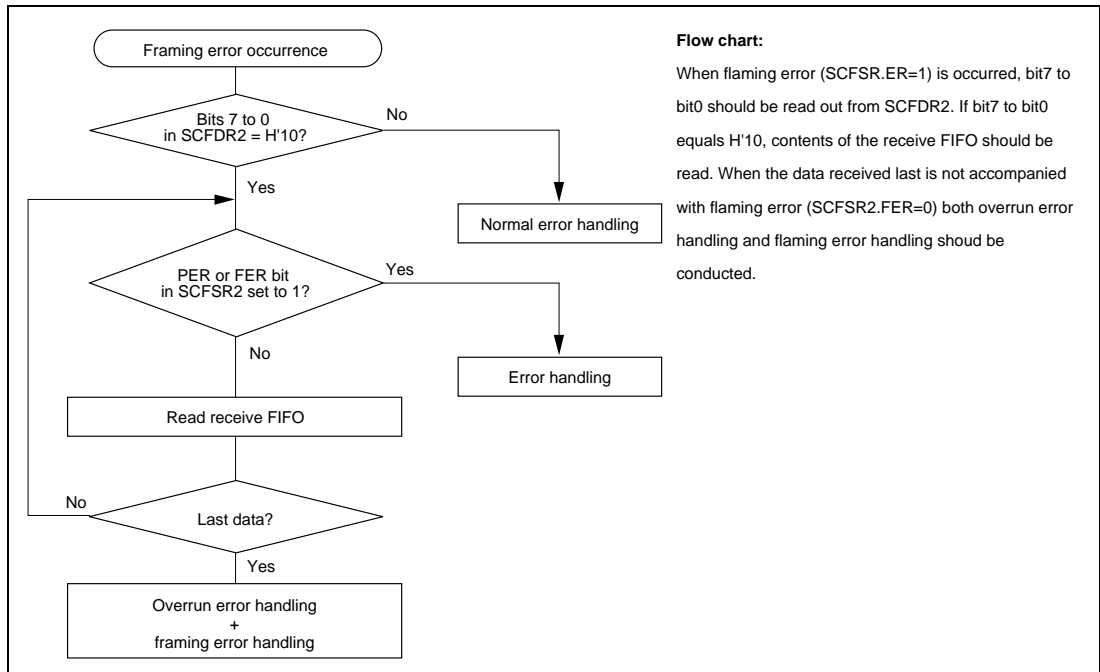 Framing error occurrence
Bits 7 to 0
in SCFDR2 = H'10?
No
Yes
Normal error handling
PER or FER bit
in SCFSR2 set to 1?
Yes
No
Error handling
Read receive FIFO
No
Last data?
Yes
Overrun error handling
+
framing error handling
Flow chart:
When flaming error (SCFSR.ER=1) is occurred, bit7 to
bit0 should be read out from SCFDR2. If bit7 to bit0
equals H'10, contents of the receive FIFO should be
read. When the data received last is not accompanied
with flaming error (SCFSR2.FER=0) both overrun error
handling and flaming error handling shoud be
conducted.